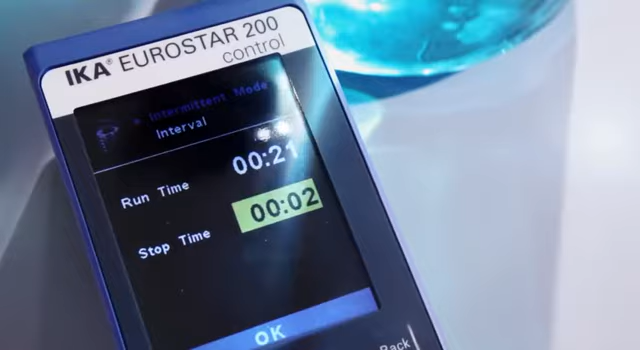 IKA® EUROSTAR 200
control
Intermittent Mode
Interval
Run Time 00:21
Stop Time 00:02
OK
Back